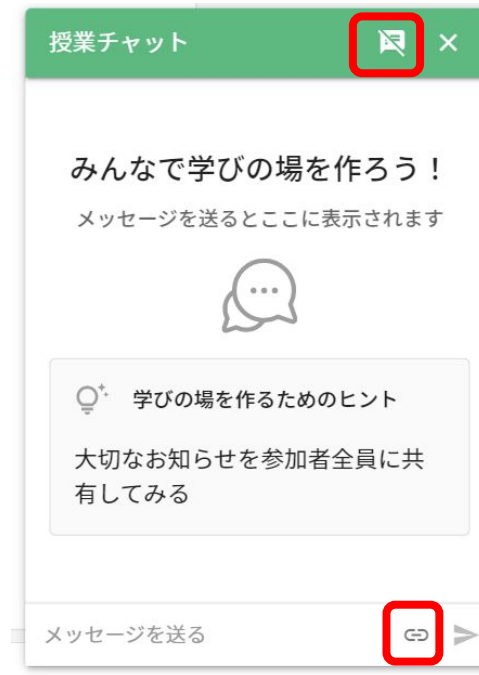 授業チャット
みんなで学びの場を作ろう！
メッセージを送るとここに表示されます
学びの場を作るためのヒント
大切なお知らせを参加者全員に共
有してみる
メッセージを送る